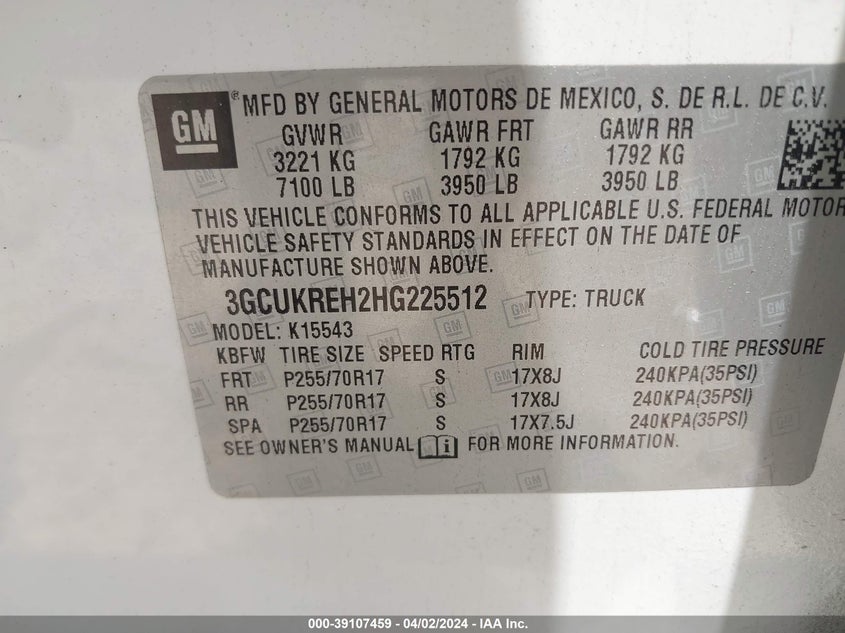 GM® MFD BY GENERAL MOTORS DE MEXICO, S. DE R.L. DE C.V.
GVWR GAWR FRT GAWR RR
3221 KG 1792 KG 1792 KG
7100 LB 3950 LB 3950 LB
THIS VEHICLE CONFORMS TO ALL APPLICABLE U.S. FEDERAL MOTOR
VEHICLE SAFETY STANDARDS IN EFFECT ON THE DATE OF
MANUFACTURE SHOWN ABOVE.
3GCUKREH2HG225512 TYPE: TRUCK
MODEL: K15543
KBFW TIRE SIZE SPEED RTG RIM COLD TIRE PRESSURE
FRT P255/70R17 S 17X8J 240KPA(35PSI)
RR P255/70R17 S 17X8J 240KPA(35PSI)
SPA P255/70R17 S 17X7.5J 240KPA(35PSI)
SEE OWNER'S MANUAL i FOR MORE INFORMATION.
000-39107459 - 04/02/2024 - IAA Inc.